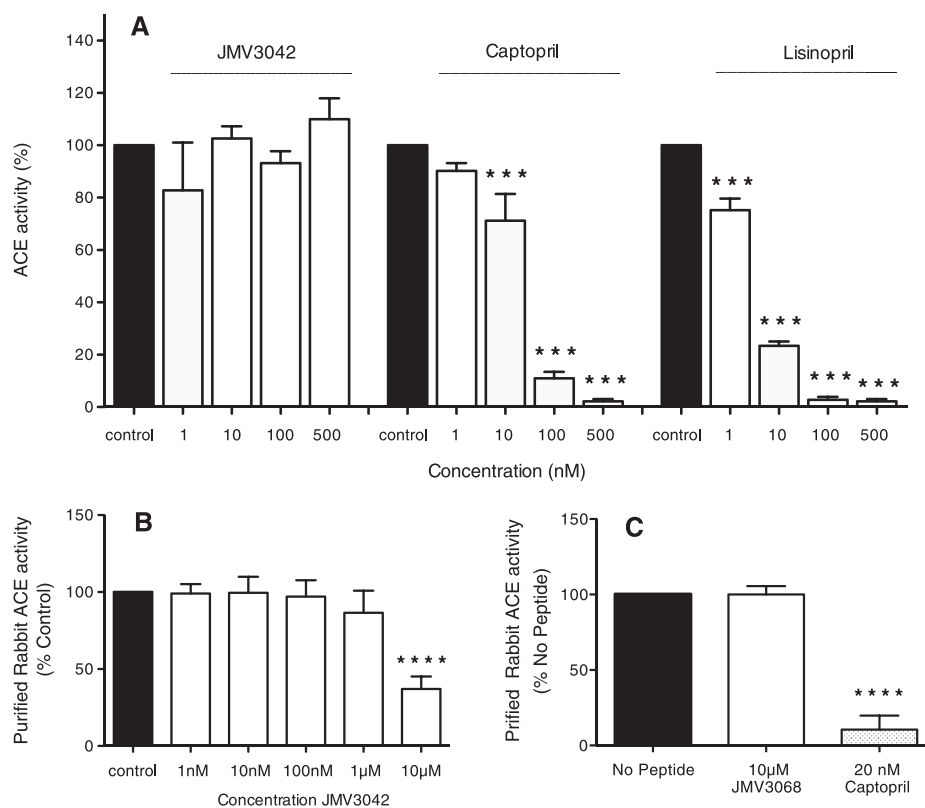 A
JMV3042 Captopril Lisinopril
140
120
100
80
60
40
20
0
ACE activity (%)
*** *** *** *** *** *** *** 
control 1 10 100 500 control 1 10 100 500 control 1 10 100 500
Concentration (nM)
B
150
100
50
0
Purified Rabbit ACE activity
(% Control)
****
control 1nM 10nM 100nM 1µM 10µM
Concentration JMV3042
C
150
100
50
0
Prified Rabbit ACE activity
(% No Peptide)
****
No Peptide 10µM 20 nM
JMV3068 Captopril